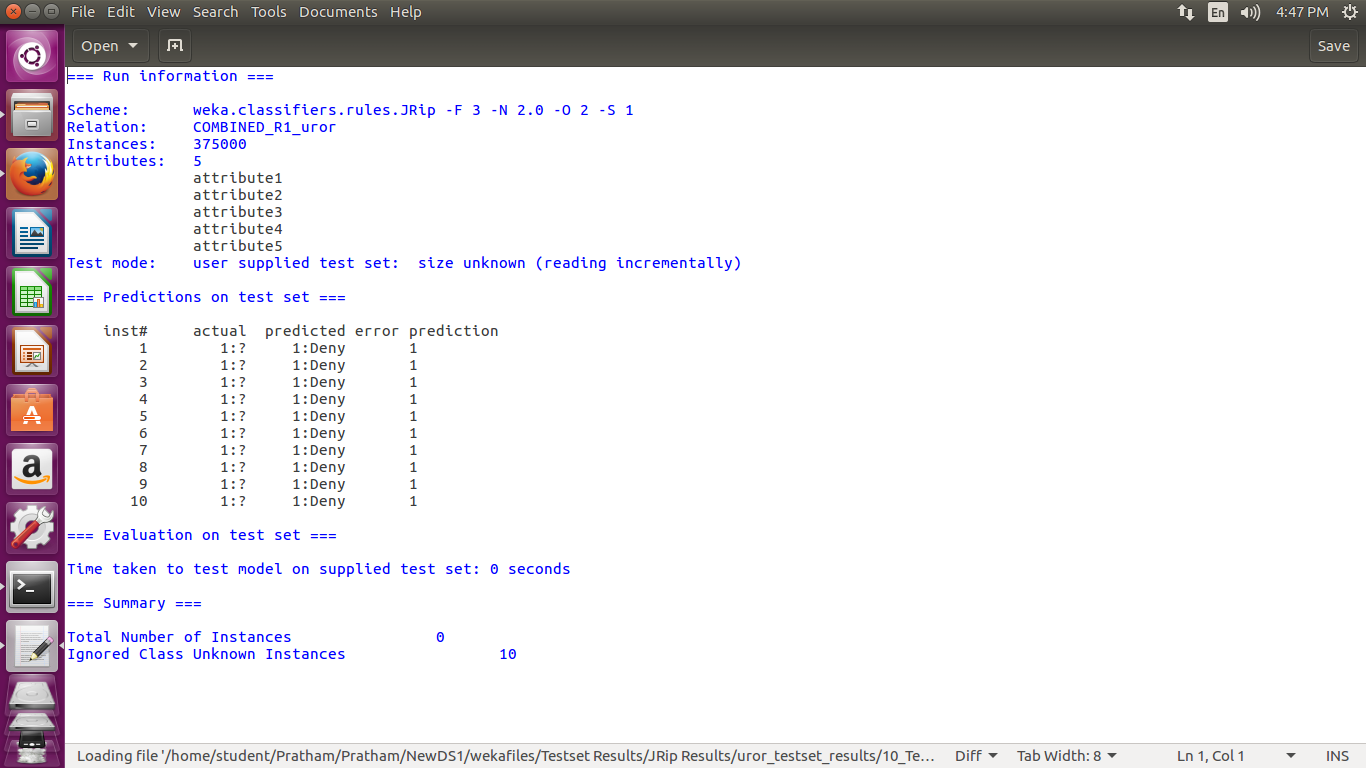 File Edit View Search Tools Documents Help En 4:47 PM
Open Save
=== Run information ===
Scheme: weka.classifiers.rules.JRip -F 3 -N 2.0 -O 2 -S 1
Relation: COMBINED_R1_uror
Instances: 375000
Attributes: 5
attribute1
attribute2
attribute3
attribute4
attribute5
Test mode: user supplied test set: size unknown (reading incrementally)
=== Predictions on test set ===
inst# actual predicted error prediction
1 1:? 1:Deny 1
2 1:? 1:Deny 1
3 1:? 1:Deny 1
4 1:? 1:Deny 1
5 1:? 1:Deny 1
6 1:? 1:Deny 1
7 1:? 1:Deny 1
8 1:? 1:Deny 1
9 1:? 1:Deny 1
10 1:? 1:Deny 1
=== Evaluation on test set ===
Time taken to test model on supplied test set: 0 seconds
=== Summary ===
Total Number of Instances 0
Ignored Class Unknown Instances 10
Loading file '/home/student/Pratham/Pratham/NewDS1/wekafiles/Testset Results/JRip Results/uror_testset_results/10_Te... Diff Tab Width: 8 Ln 1, Col 1 INS